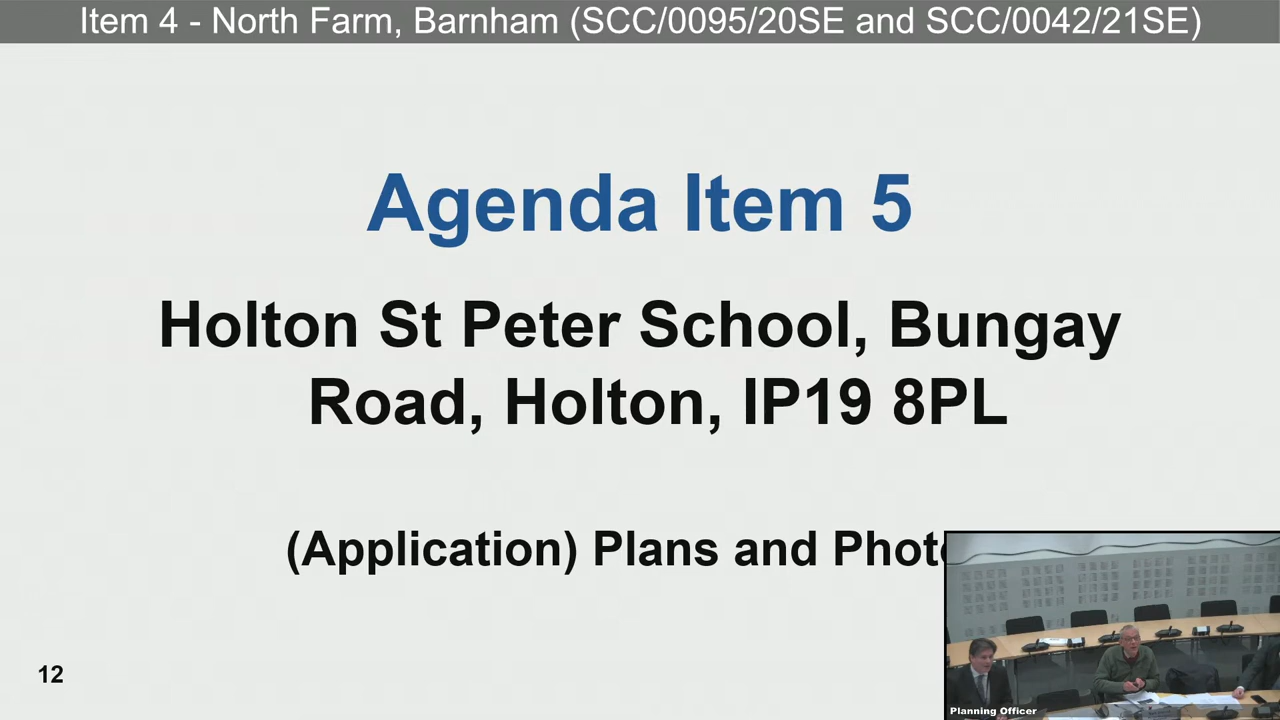 Item 4 - North Farm, Barnham (SCC/0095/20SE and SCC/0042/21SE)
Agenda Item 5
Holton St Peter School, Bungay
Road, Holton, IP19 8PL
(Application) Plans and Photo
12
Planning Officer